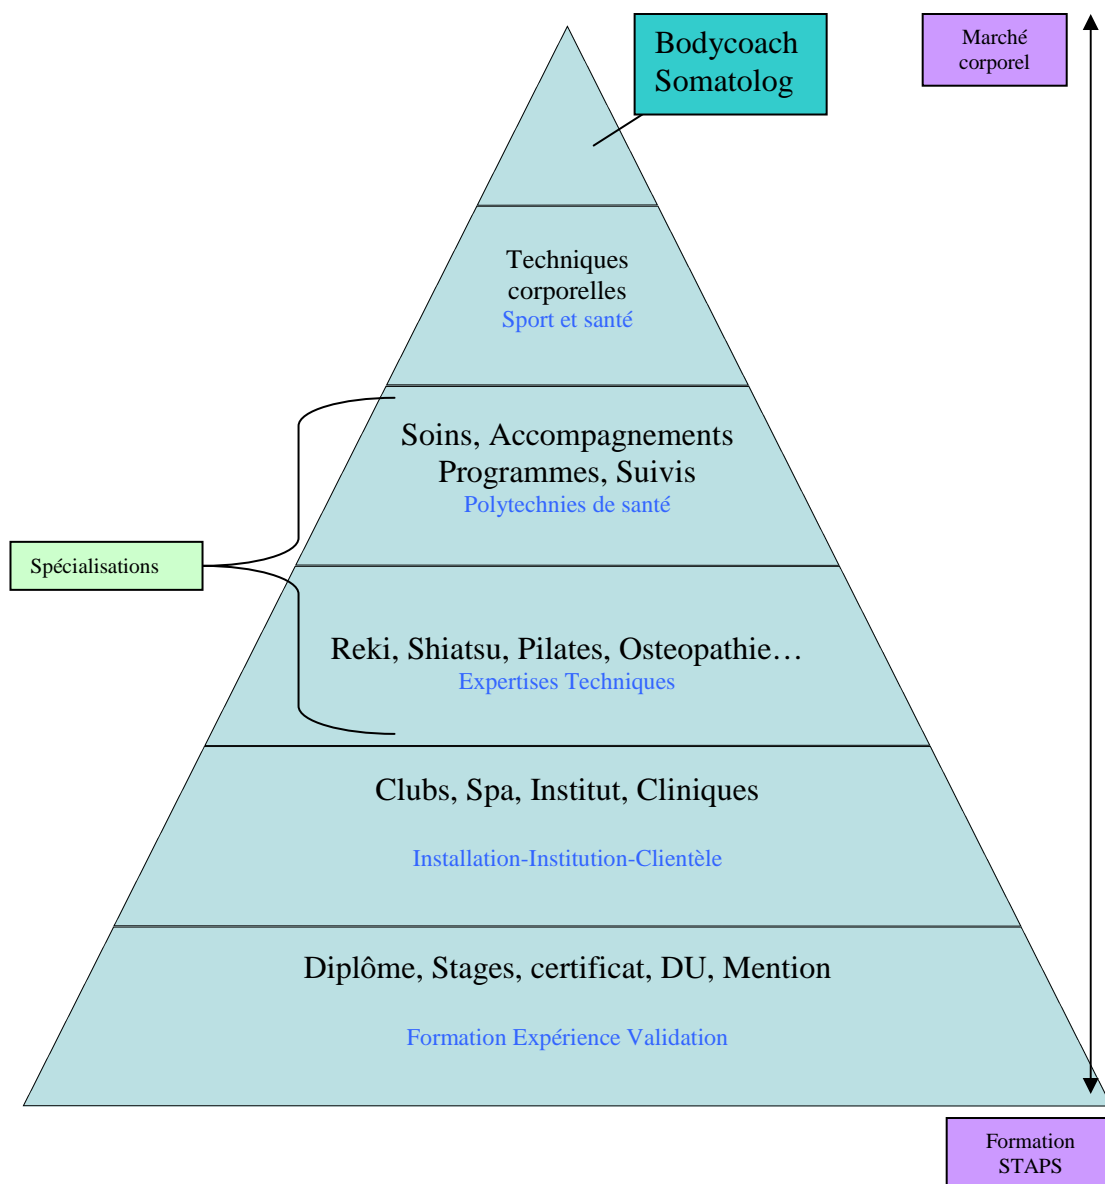 Bodycoach
Somatolog
Marché
corporel
Techniques
corporelles
Sport et santé
Soins, Accompagnements
Programmes, Suivis
Polytechnies de santé
Spécialisations
Reki, Shiatsu, Pilates, Osteopathie…
Expertises Techniques
Clubs, Spa, Institut, Cliniques
Installation-Institution-Clientèle
Diplôme, Stages, certificat, DU, Mention
Formation Expérience Validation
Formation
STAPS